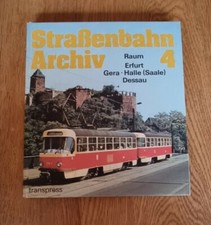 Straßenbahn
Archiv 4
Raum
Erfurt
Gera · Halle (Saale)
Dessau
transpress